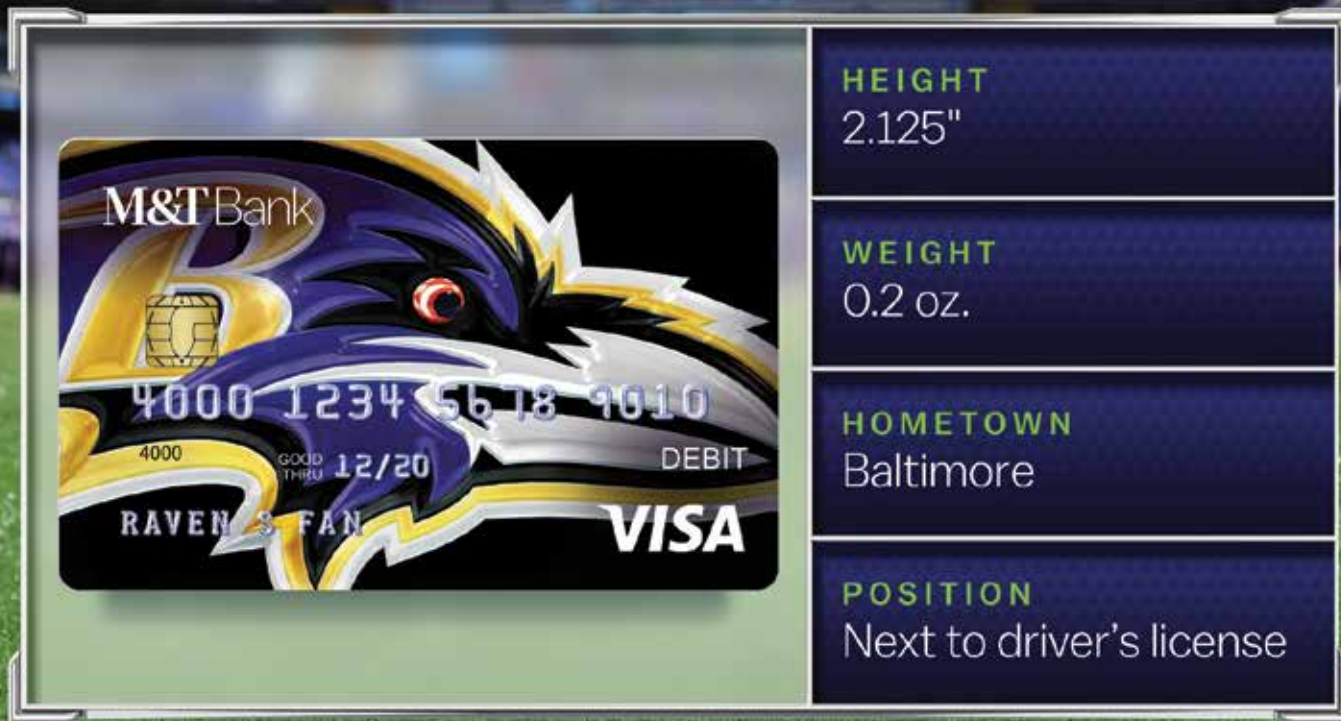 M&T Bank
4000 1234 5678 9010
4000
GOOD
THRU 12/20
DEBIT
RAVEN S FAN
VISA
HEIGHT
2.125"
WEIGHT
0.2 oz.
HOMETOWN
Baltimore
POSITION
Next to driver's license